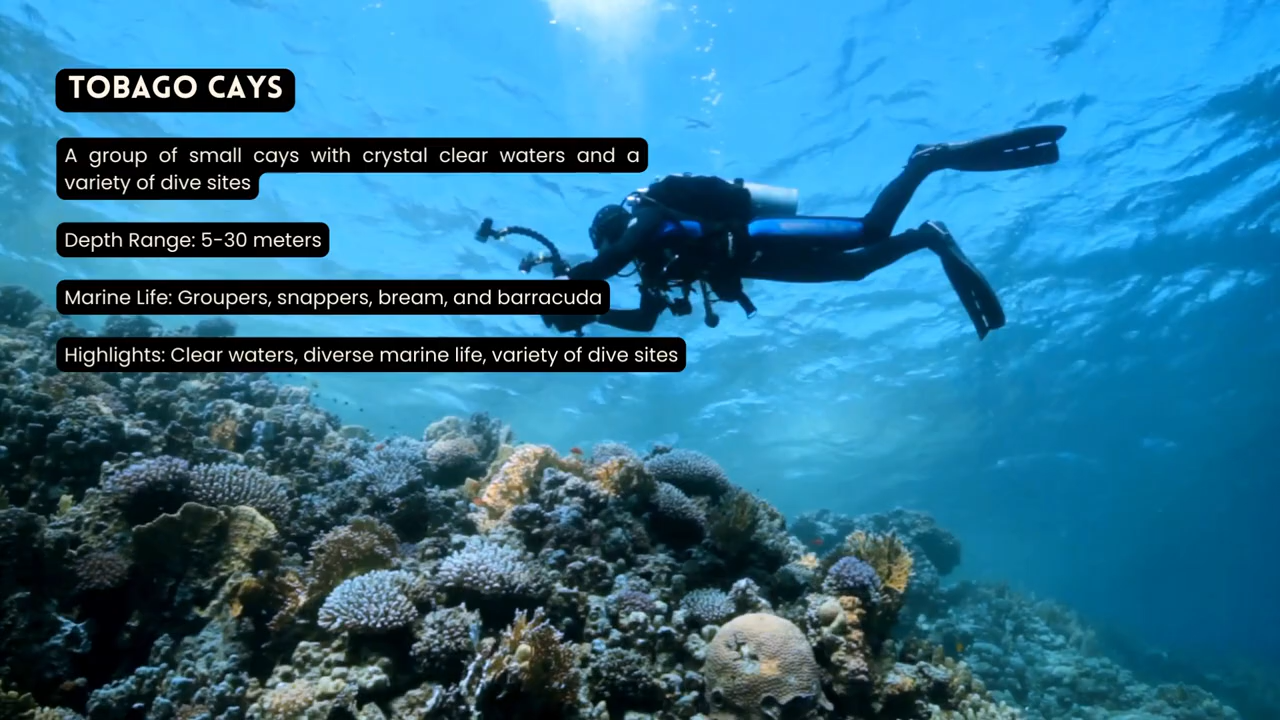 TOBAGO CAYS
A group of small cays with crystal clear waters and a
variety of dive sites
Depth Range: 5-30 meters
Marine Life: Groupers, snappers, bream, and barracuda
Highlights: Clear waters, diverse marine life, variety of dive sites